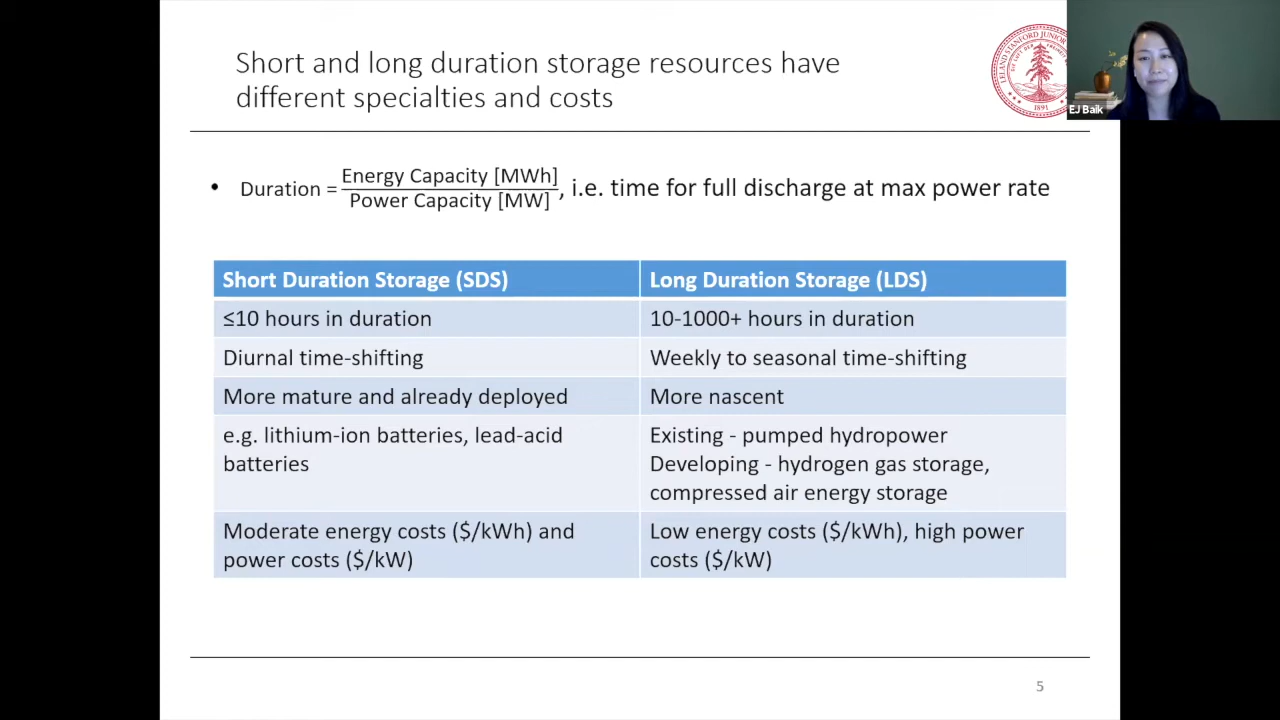 Short and long duration storage resources have
different specialties and costs
EJ Baik
• Duration = Energy Capacity [MWh] / Power Capacity [MW], i.e. time for full discharge at max power rate
Short Duration Storage (SDS)
Long Duration Storage (LDS)
≤10 hours in duration
10-1000+ hours in duration
Diurnal time-shifting
Weekly to seasonal time-shifting
More mature and already deployed
More nascent
e.g. lithium-ion batteries, lead-acid
batteries
Existing - pumped hydropower
Developing - hydrogen gas storage,
compressed air energy storage
Moderate energy costs ($/kWh) and
power costs ($/kW)
Low energy costs ($/kWh), high power
costs ($/kW)
1891
5